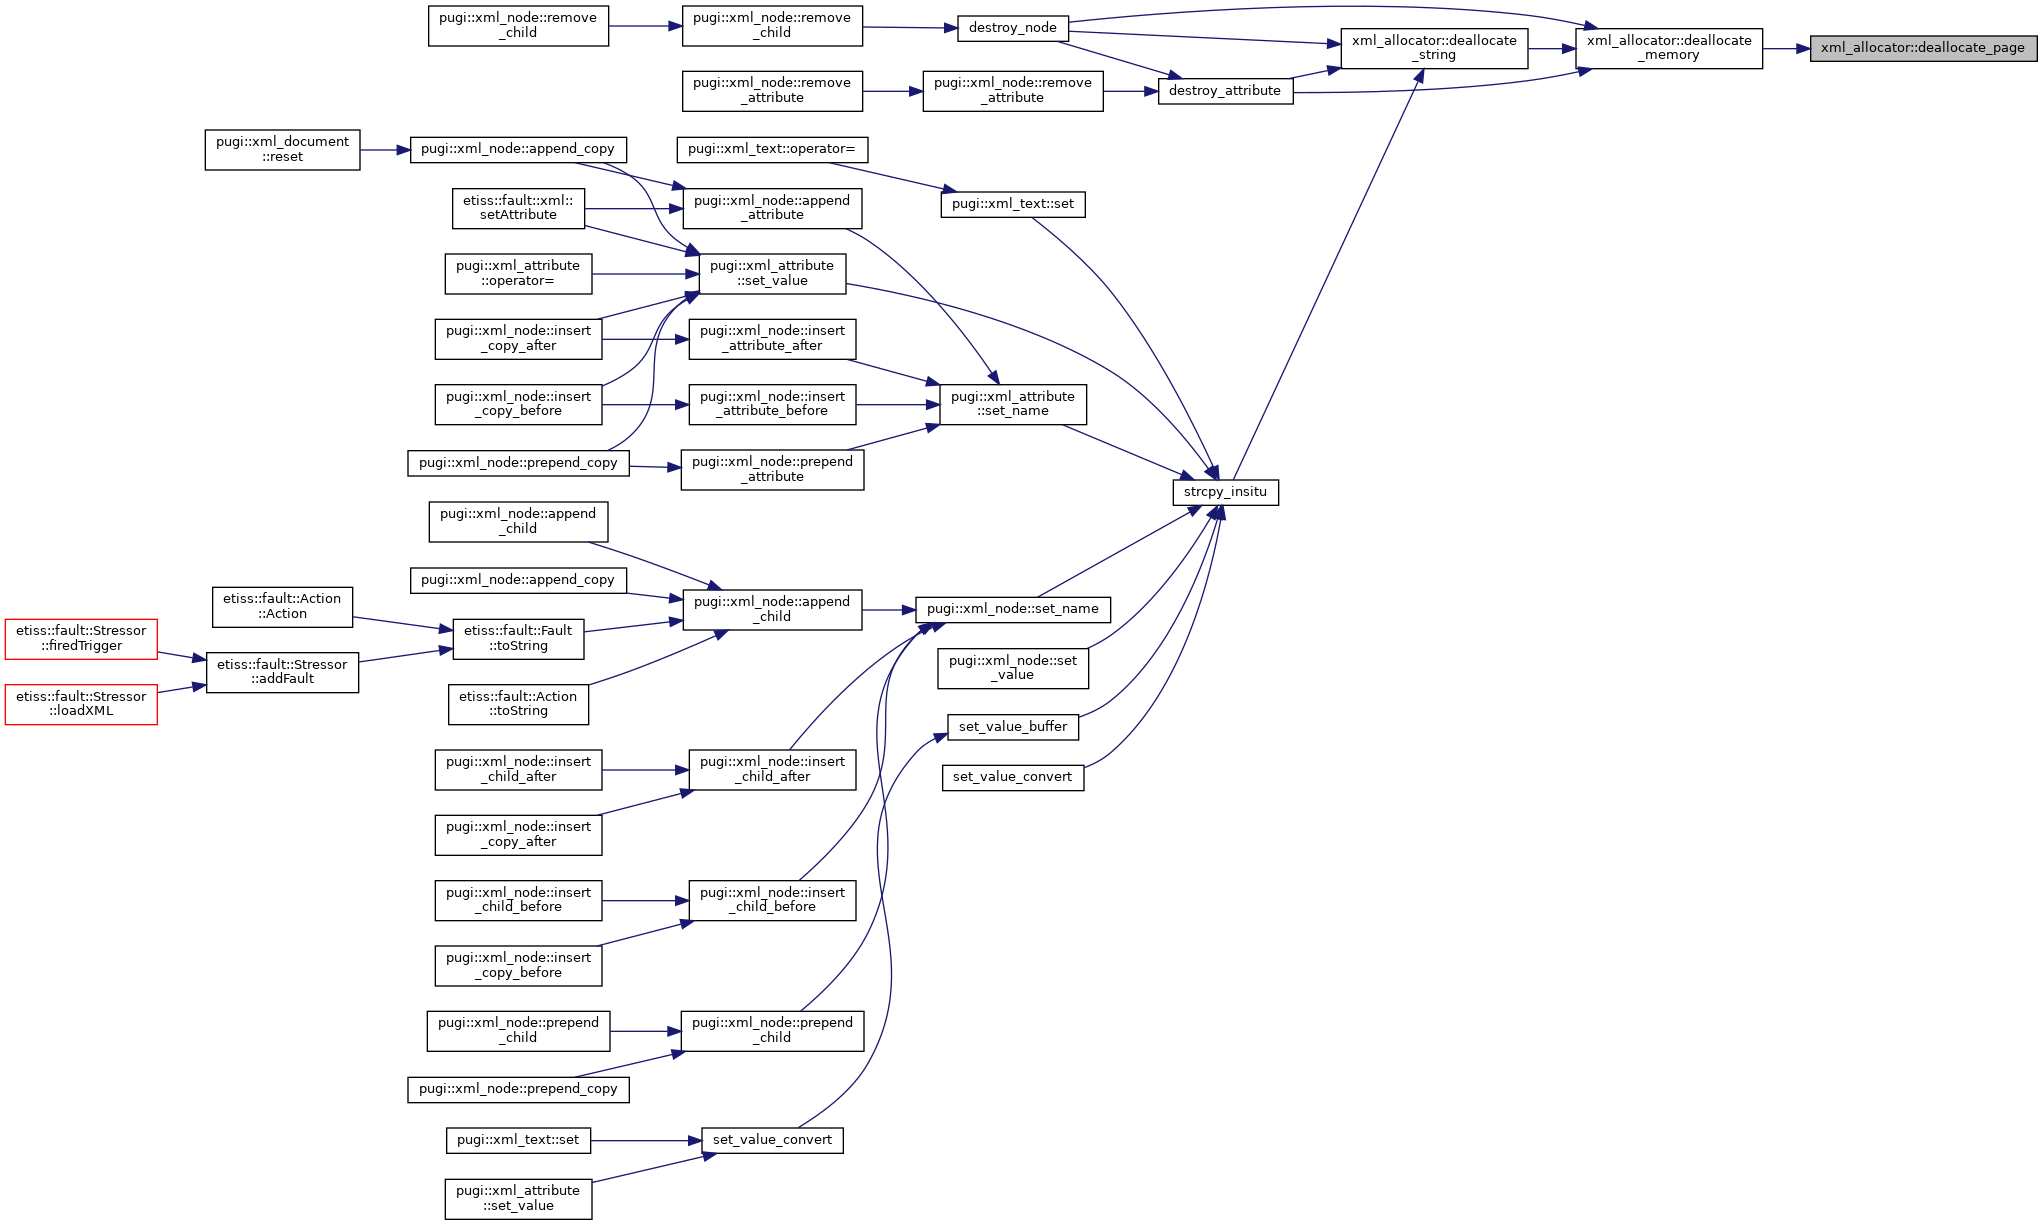 pugi::xml_node::remove
_child
pugi::xml_node::remove
_child
destroy_node
xml_allocator::deallocate
_string
xml_allocator::deallocate
_memory
xml_allocator::deallocate_page
pugi::xml_node::remove
_attribute
pugi::xml_node::remove
_attribute
destroy_attribute
pugi::xml_document
::reset
pugi::xml_node::append_copy
pugi::xml_text::operator=
etiss::fault::xml::
setAttribute
pugi::xml_node::append
_attribute
pugi::xml_text::set
pugi::xml_attribute
::operator=
pugi::xml_attribute
::set_value
pugi::xml_node::insert
_copy_after
pugi::xml_node::insert
_attribute_after
pugi::xml_node::insert
_copy_before
pugi::xml_node::insert
_attribute_before
pugi::xml_attribute
::set_name
pugi::xml_node::prepend_copy
pugi::xml_node::prepend
_attribute
strcpy_insitu
pugi::xml_node::append
_child
pugi::xml_node::append_copy
etiss::fault::Action
::Action
pugi::xml_node::append
_child
pugi::xml_node::set_name
etiss::fault::Stressor
::firedTrigger
etiss::fault::Fault
::toString
etiss::fault::Stressor
::addFault
pugi::xml_node::set
_value
etiss::fault::Stressor
::loadXML
etiss::fault::Action
::toString
set_value_buffer
pugi::xml_node::insert
_child_after
pugi::xml_node::insert
_child_after
set_value_convert
pugi::xml_node::insert
_copy_after
pugi::xml_node::insert
_child_before
pugi::xml_node::insert
_child_before
pugi::xml_node::insert
_copy_before
pugi::xml_node::prepend
_child
pugi::xml_node::prepend
_child
pugi::xml_node::prepend_copy
pugi::xml_text::set
set_value_convert
pugi::xml_attribute
::set_value